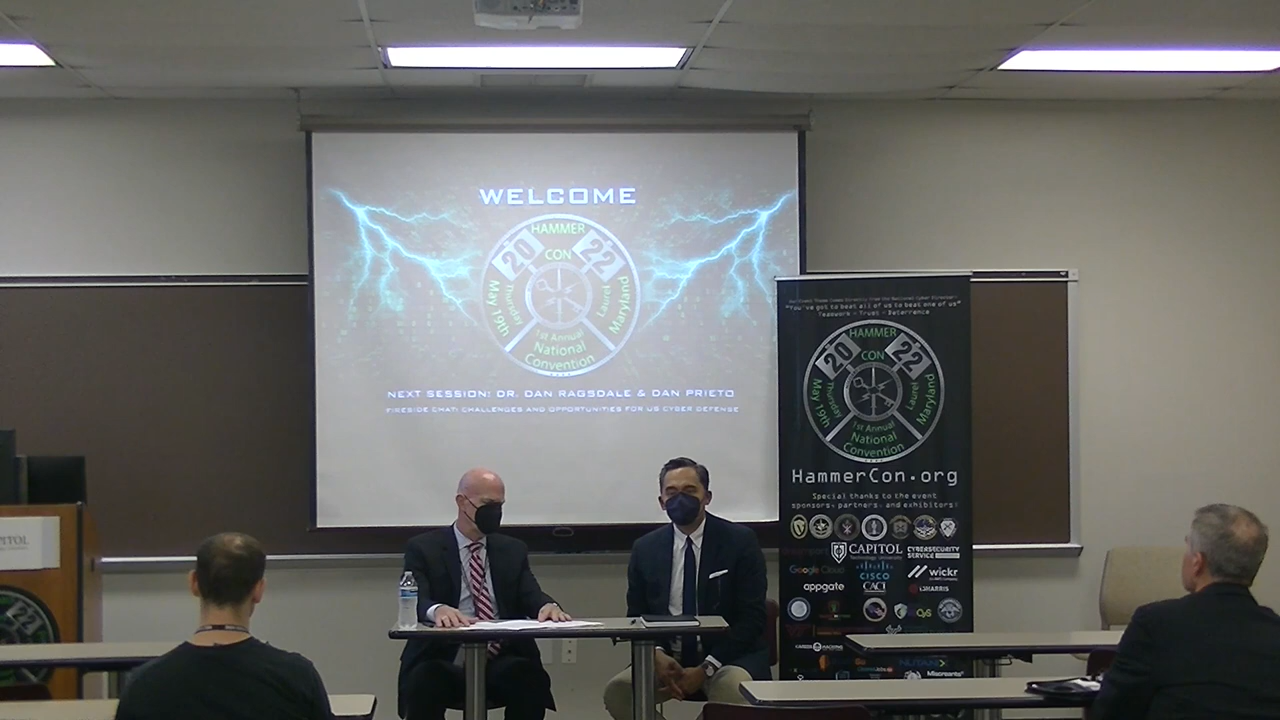 WELCOME
HAMMER
CON
20 22
May 19th
Thursday
Laurel
Maryland
1st Annual
National
Convention
NEXT SESSION: DR. DAN RAGSDALE & DAN PRIETO
FIRESIDE CHAT: CHALLENGES AND OPPORTUNITIES FOR US CYBER DEFENSE
"You've got to beat all of us to beat one of us"
Teamwork - Trust - Deterrence
HAMMER
CON
20 22
May 19th
Thursday
Laurel
Maryland
1st Annual
National
Convention
HammerCon.org
Special thanks to the event
sponsors, partners, and exhibitors!
CAPITOL
CYBERSECURITY
SERVICE
Google Cloud
CISCO
wickr
appgate
CACI
L3HARRIS
NUTANIX
Miscreants